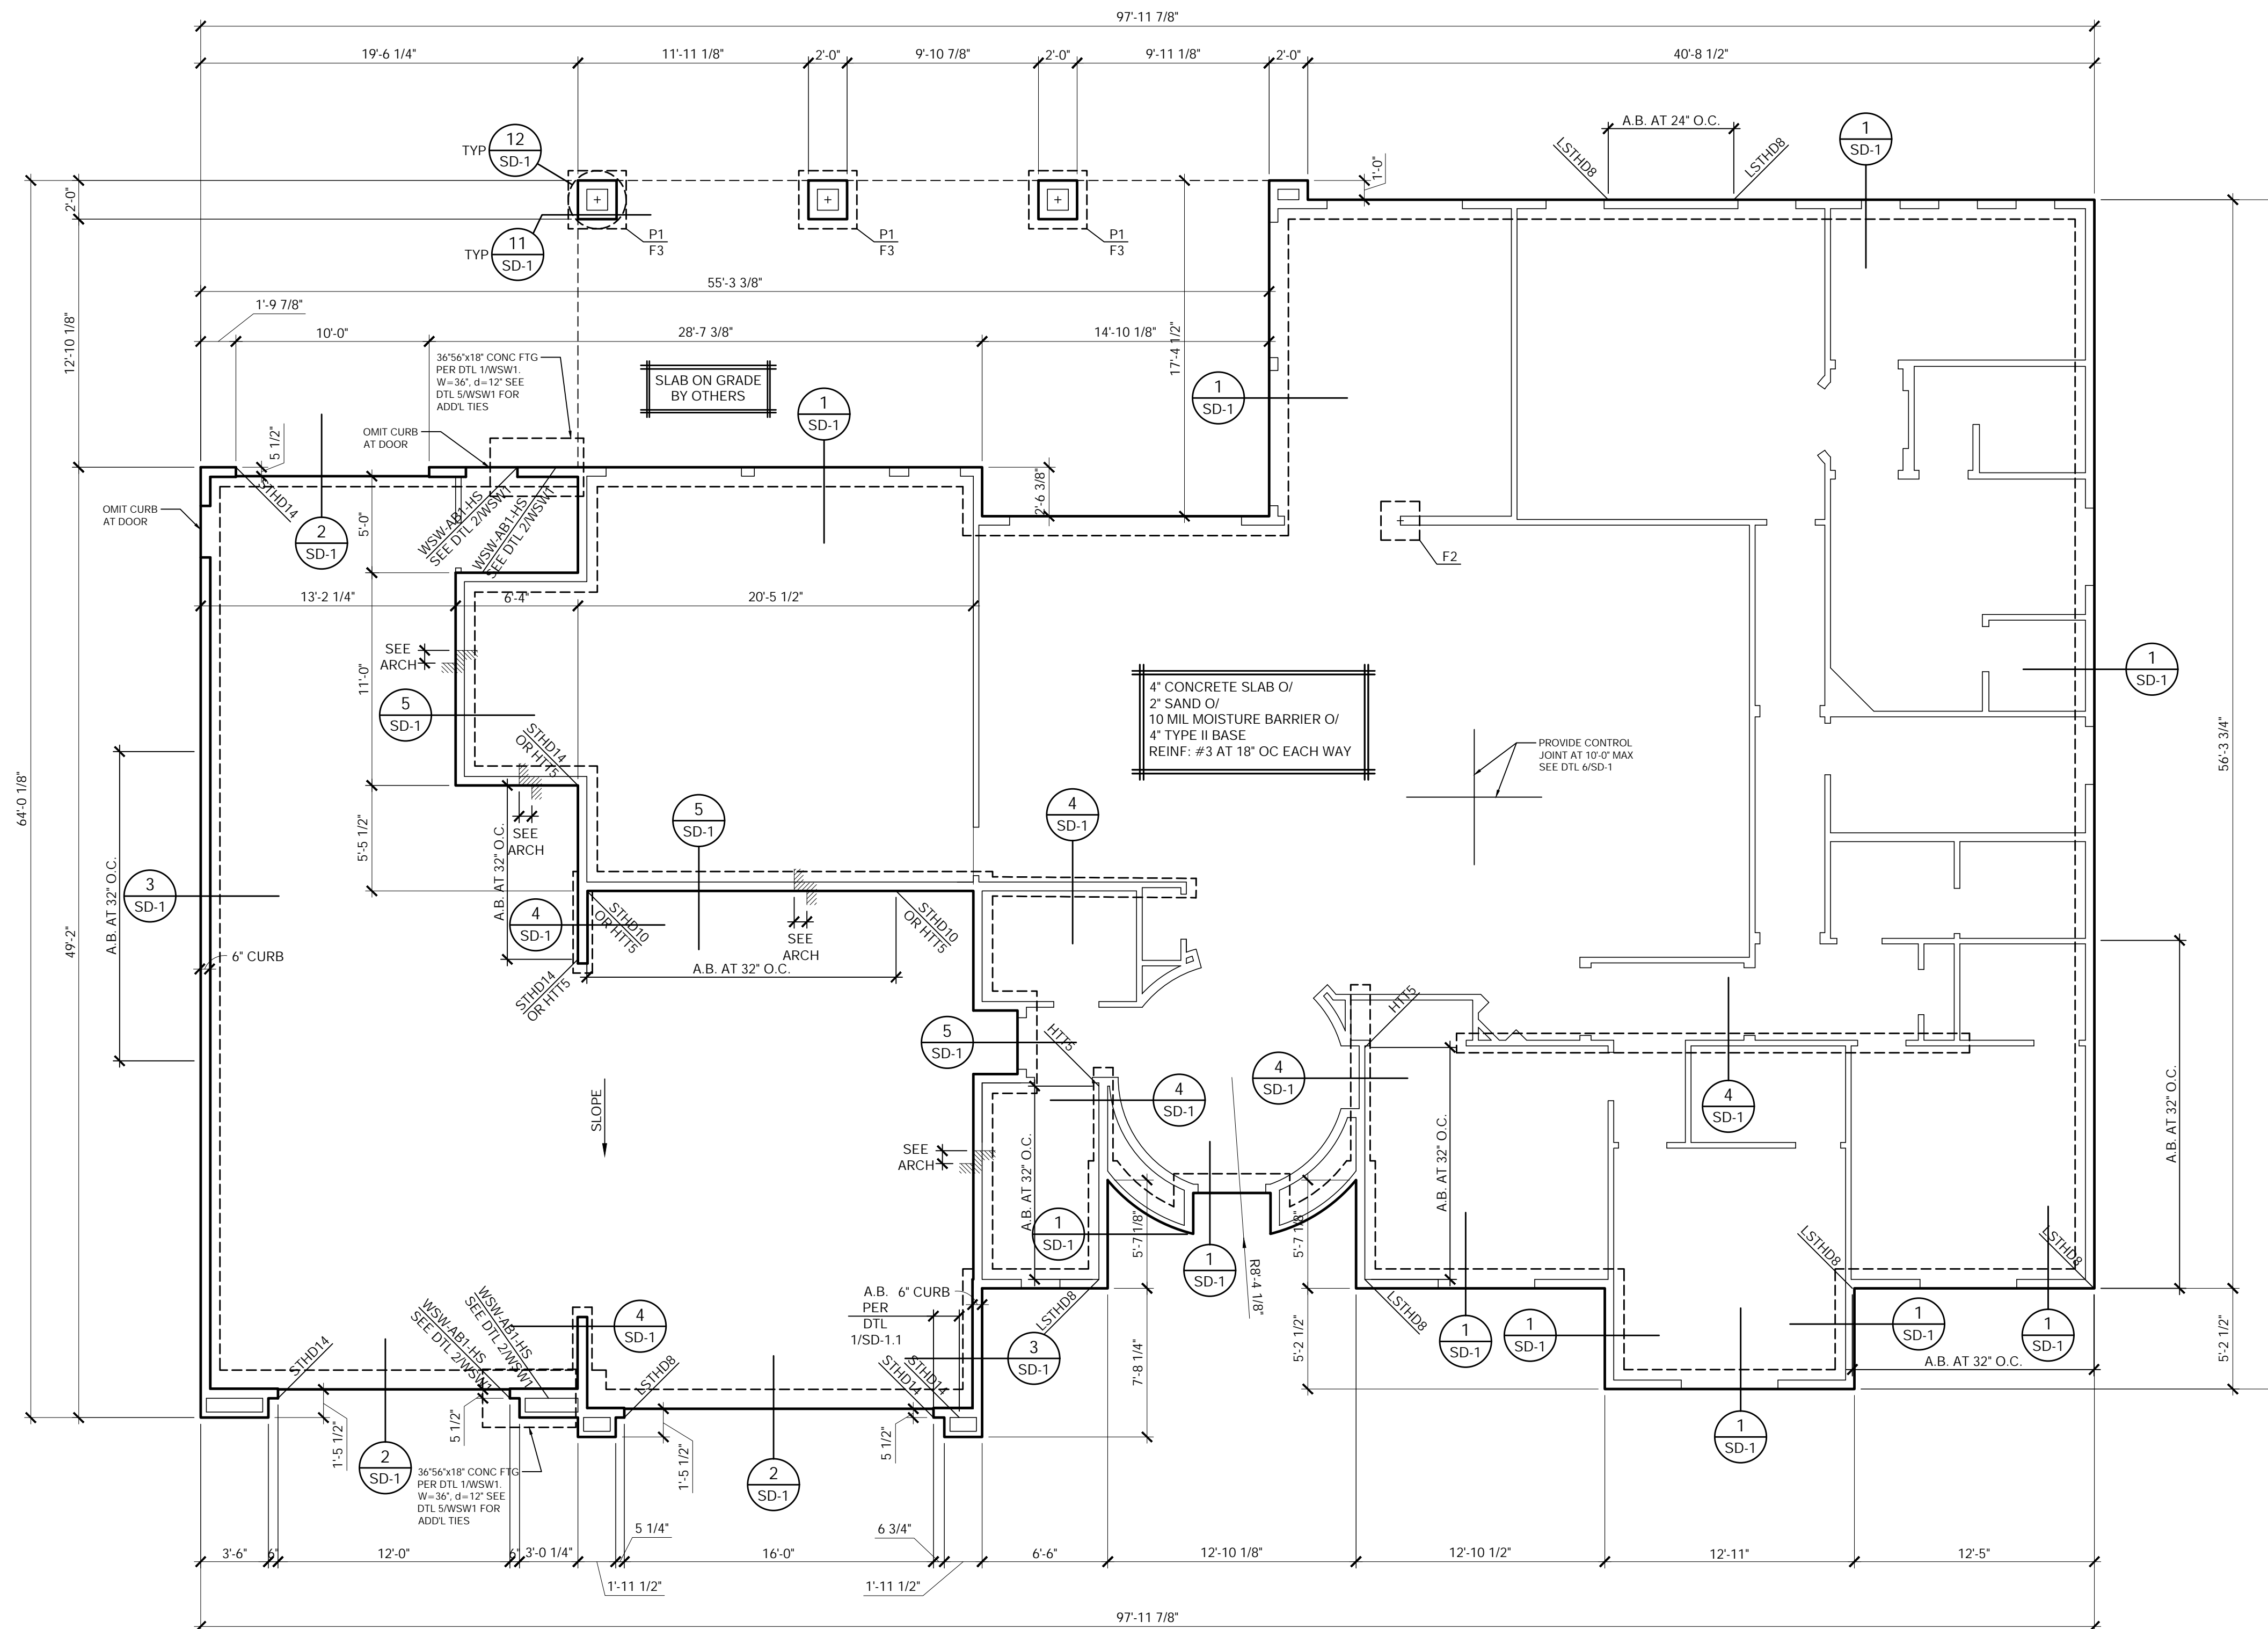 97'-11 7/8"
19'-6 1/4"
11'-11 1/8"
2'-0"
9'-10 7/8"
2'-0"
9'-11 1/8"
2'-0"
40'-8 1/2"
A.B. AT 24" O.C.
LSTHD8
LSTHD8
1
SD-1
TYP
12
SD-1
TYP
11
SD-1
P1
F3
P1
F3
P1
F3
1'-0"
2'-0"
12'-10 1/8"
55'-3 3/8"
1'-9 7/8"
10'-0"
28'-7 3/8"
14'-10 1/8"
17'-4 1/2"
36"56"x18" CONC FTG
PER DTL 1/WSW1.
W=36", d=12" SEE
DTL 5/WSW1 FOR
ADD'L TIES
SLAB ON GRADE
BY OTHERS
1
SD-1
1
SD-1
OMIT CURB
AT DOOR
5 1/2"
STHD14
OMIT CURB
AT DOOR
2
SD-1
5'-0"
WSW-AB1-HS
SEE DTL 2/WSW1
WSW-AB1-HS
SEE DTL 2/WSW1
2'-6 3/8"
F2
13'-2 1/4"
6'-4"
20'-5 1/2"
SEE
ARCH
11'-0"
5
SD-1
STHD14
OR HTT5
4" CONCRETE SLAB O/
2" SAND O/
10 MIL MOISTURE BARRIER O/
4" TYPE II BASE
REINF: #3 AT 18" OC EACH WAY
PROVIDE CONTROL
JOINT AT 10'-0" MAX
SEE DTL 6/SD-1
1
SD-1
56'-3 3/4"
64'-0 1/8"
49'-2"
A.B. AT 32" O.C.
3
SD-1
5'-5 1/2"
SEE
ARCH
A.B. AT 32" O.C.
5
SD-1
4
SD-1
4
SD-1
STHD10
OR HTT5
SEE
ARCH
STHD10
OR HTT5
A.B. AT 32" O.C.
STHD14
OR HTT5
6" CURB
5
SD-1
HTT5
HTT5
4
SD-1
4
SD-1
4
SD-1
SLOPE
SEE
ARCH
A.B. AT 32" O.C.
A.B. AT 32" O.C.
A.B. AT 32" O.C.
1
SD-1
1
SD-1
5'-7 1/8"
5'-7 1/8"
R8'-4 1/8"
LSTHD8
LSTHD8
LSTHD8
LSTHD8
A.B.
PER
DTL
1/SD-1.1
6" CURB
3
SD-1
7'-8 1/4"
5'-2 1/2"
1
SD-1
1
SD-1
1
SD-1
1
SD-1
A.B. AT 32" O.C.
5'-2 1/2"
1
SD-1
STHD14
WSW-AB1-HS
SEE DTL 2/WSW1
WSW-AB1-HS
SEE DTL 2/WSW1
4
SD-1
LSTHD8
STHD14
STHD14
1'-5 1/2"
5 1/2"
1'-5 1/2"
5 1/2"
2
SD-1
2
SD-1
36"56"x18" CONC FTG
PER DTL 1/WSW1.
W=36", d=12" SEE
DTL 5/WSW1 FOR
ADD'L TIES
5 1/4"
6 3/4"
3'-6"
6"
12'-0"
6"
3'-0 1/4"
16'-0"
6'-6"
12'-10 1/8"
12'-10 1/2"
12'-11"
12'-5"
1'-11 1/2"
1'-11 1/2"
97'-11 7/8"